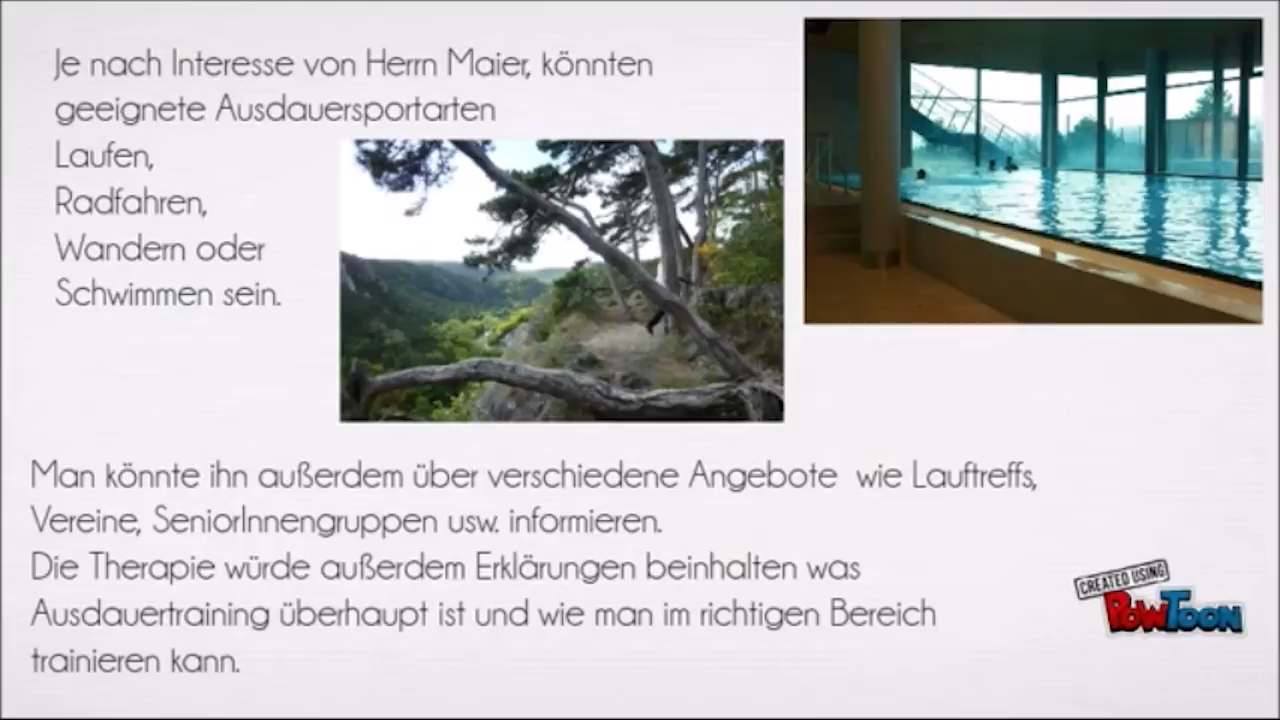 Je nach Interesse von Herrn Maier, könnten
geeignete Ausdauersportarten
Laufen,
Radfahren,
Wandern oder
Schwimmen sein.
Man könnte ihn außerdem über verschiedene Angebote wie Lauftreffs,
Vereine, SeniorInnengruppen usw. informieren.
Die Therapie würde außerdem Erklärungen beinhalten was
Ausdauertraining überhaupt ist und wie man im richtigen Bereich
trainieren kann.
CREATED USING
POWTOON